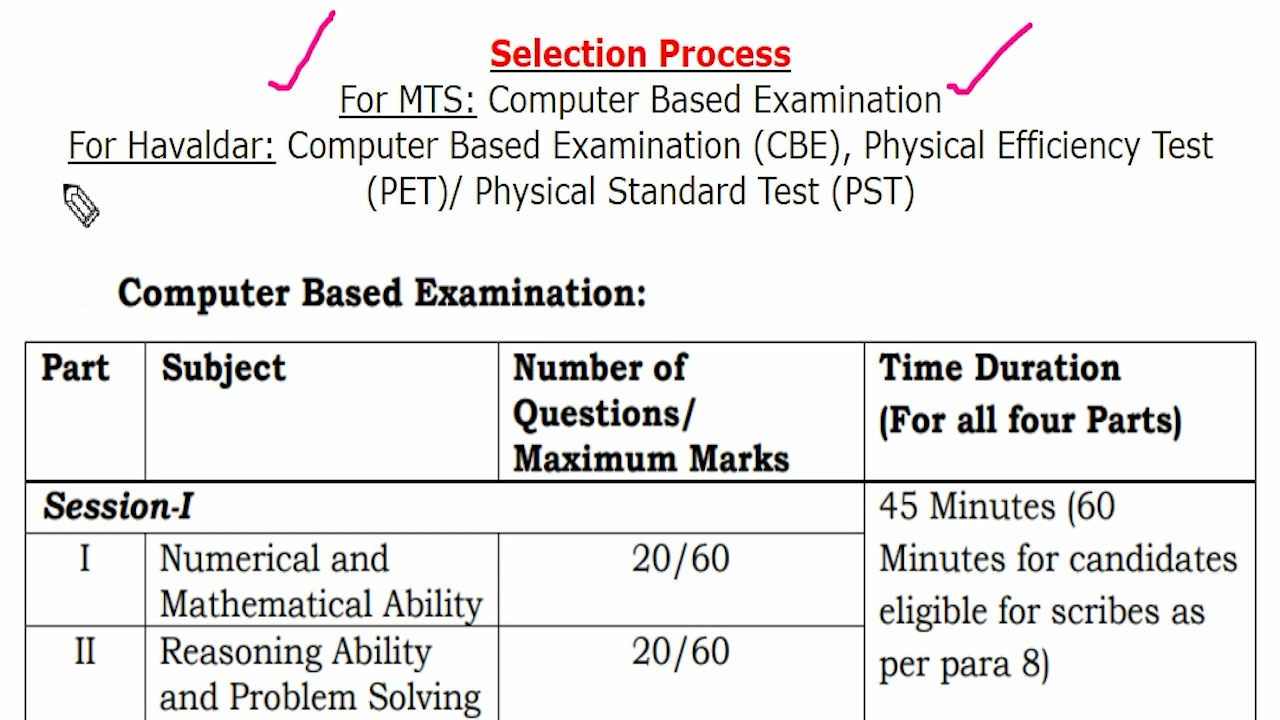 Selection Process
For MTS: Computer Based Examination
For Havaldar: Computer Based Examination (CBE), Physical Efficiency Test
(PET)/ Physical Standard Test (PST)
Computer Based Examination:
Part
Subject
Number of
Questions/
Maximum Marks
Time Duration
(For all four Parts)
Session-I
45 Minutes (60
Minutes for candidates
eligible for scribes as
per para 8)
I
Numerical and
Mathematical Ability
20/60
II
Reasoning Ability
and Problem Solving
20/60